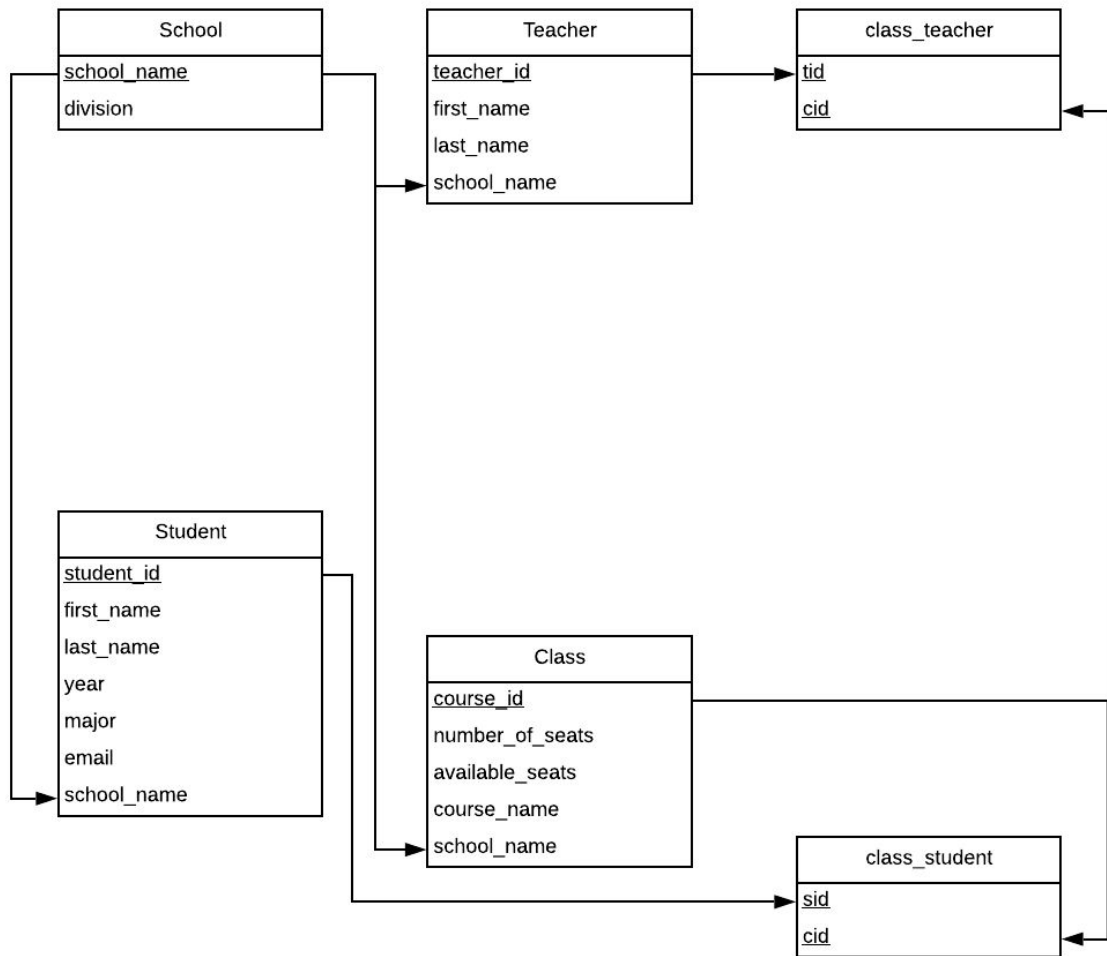 School
school_name
division
Teacher
teacher_id
first_name
last_name
school_name
class_teacher
tid
cid
Student
student_id
first_name
last_name
year
major
email
school_name
Class
course_id
number_of_seats
available_seats
course_name
school_name
class_student
sid
cid